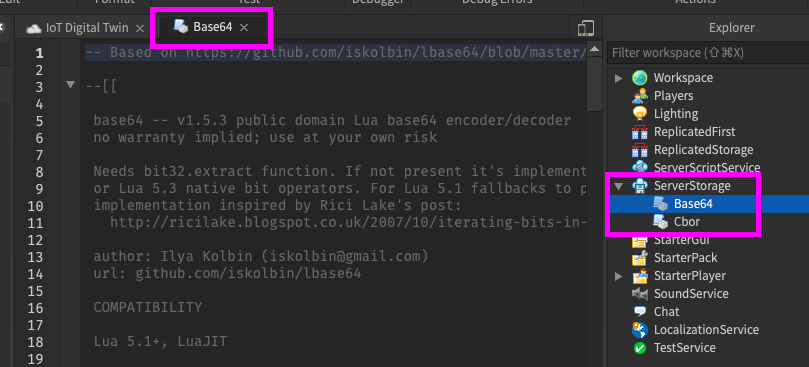 Edit
Format
Test
Debugger
Debug Errors
Actions
IoT Digital Twin
Base64
Explorer
Filter workspace (⇧⌘X)
1 -- Based on https://github.com/iskolbin/lbase64/blob/master/
2
3 --[[
4
5 base64 -- v1.5.3 public domain Lua base64 encoder/decoder
6 no warranty implied; use at your own risk
7
8 Needs bit32.extract function. If not present it's implement
9 or Lua 5.3 native bit operators. For Lua 5.1 fallbacks to p
10 implementation inspired by Rici Lake's post:
11 http://ricilake.blogspot.co.uk/2007/10/iterating-bits-in-
12
13 author: Ilya Kolbin (iskolbin@gmail.com)
14 url: github.com/iskolbin/lbase64
15
16 COMPATIBILITY
17
18 Lua 5.1+, LuaJIT
19
Workspace
Players
Lighting
ReplicatedFirst
ReplicatedStorage
ServerScriptService
ServerStorage
Base64
Cbor
StarterGui
StarterPack
StarterPlayer
SoundService
Chat
LocalizationService
TestService